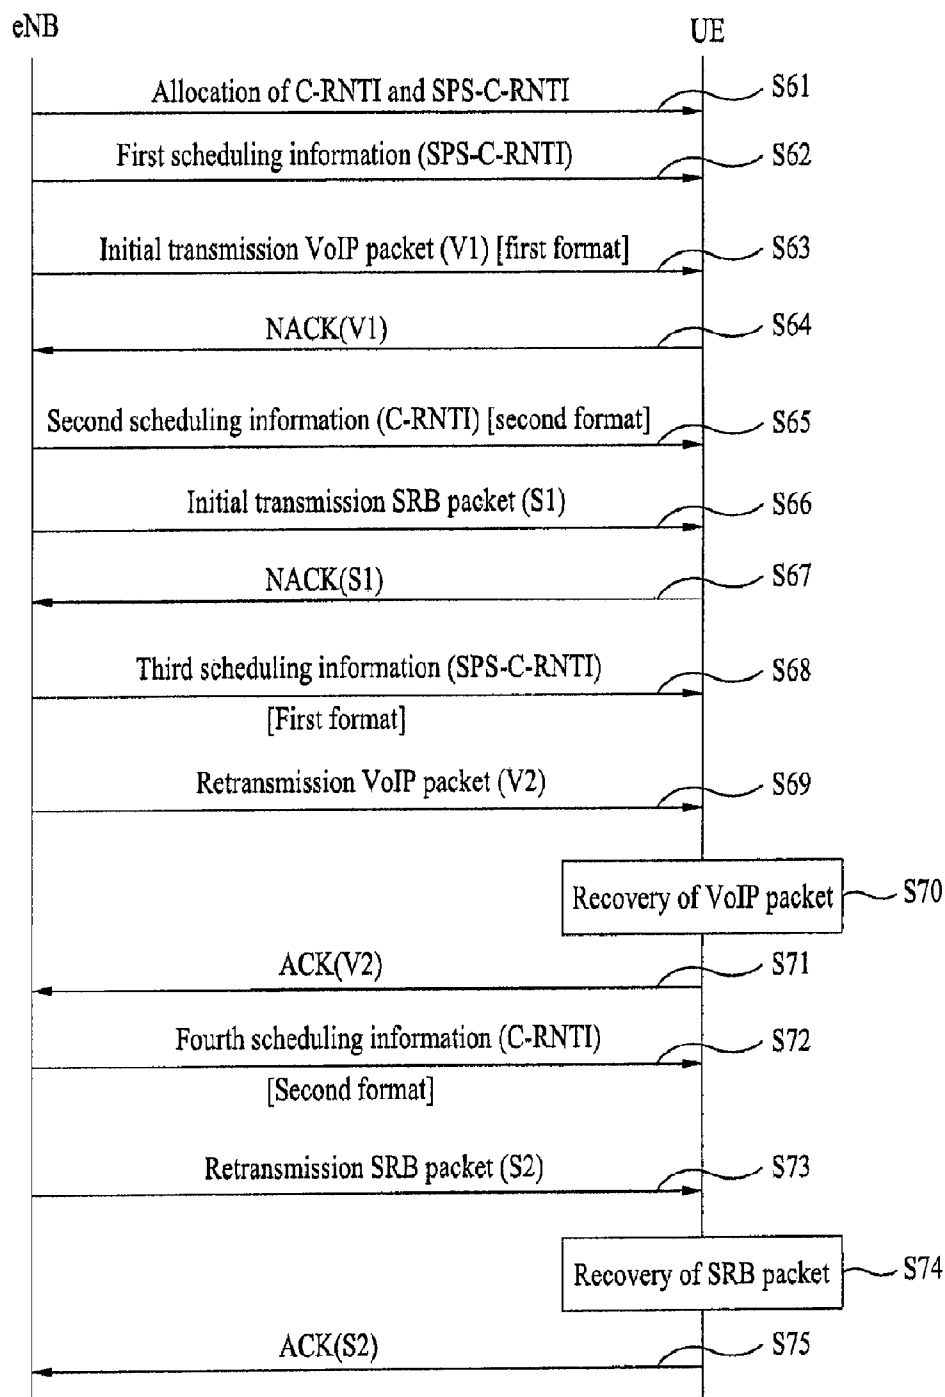 eNB
UE
Allocation of C-RNTI and SPS-C-RNTI
S61
First scheduling information (SPS-C-RNTI)
S62
Initial transmission VoIP packet (V1) [first format]
S63
NACK(V1)
S64
Second scheduling information (C-RNTI) [second format]
S65
Initial transmission SRB packet (S1)
S66
NACK(S1)
S67
Third scheduling information (SPS-C-RNTI)
S68
[First format]
Retransmission VoIP packet (V2)
S69
Recovery of VoIP packet
S70
ACK(V2)
S71
Fourth scheduling information (C-RNTI)
S72
[Second format]
Retransmission SRB packet (S2)
S73
Recovery of SRB packet
S74
ACK(S2)
S75